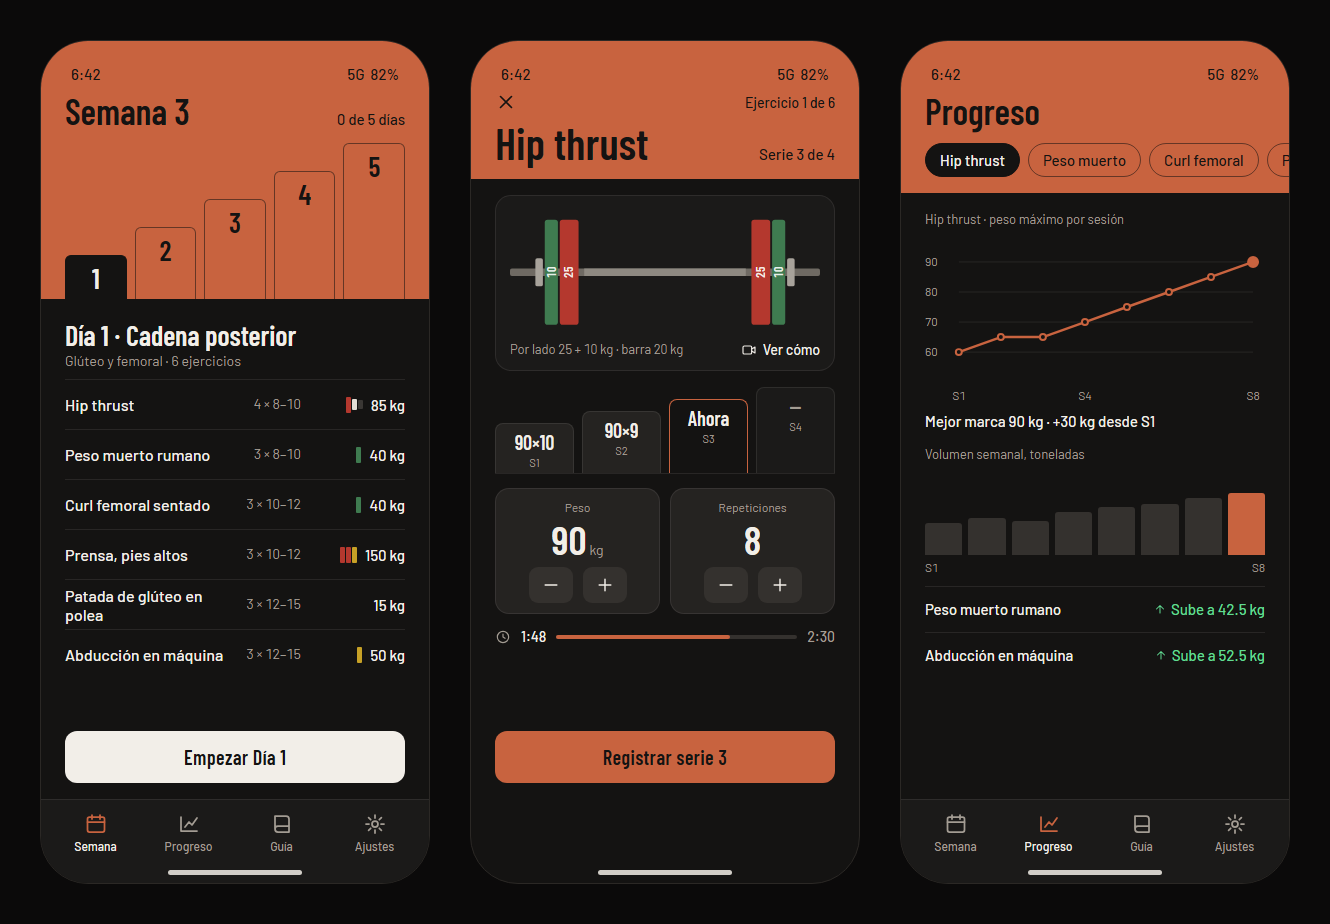 6:42
5G 82%
Semana 3
0 de 5 días
1
2
3
4
5
Día 1 · Cadena posterior
Glúteo y femoral · 6 ejercicios
Hip thrust 4 × 8–10 85 kg
Peso muerto rumano 3 × 8–10 40 kg
Curl femoral sentado 3 × 10–12 40 kg
Prensa, pies altos 3 × 10–12 150 kg
Patada de glúteo en polea 3 × 12–15 15 kg
Abducción en máquina 3 × 12–15 50 kg
Empezar Día 1
Semana Progreso Guía Ajustes
6:42
5G 82%
Ejercicio 1 de 6
Hip thrust
Serie 3 de 4
10 25 25 10
Por lado 25 + 10 kg · barra 20 kg
Ver cómo
90×10
S1
90×9
S2
Ahora
S3
–
S4
Peso
90 kg
− +
Repeticiones
8
− +
1:48 2:30
Registrar serie 3
6:42
5G 82%
Progreso
Hip thrust Peso muerto Curl femoral P
Hip thrust · peso máximo por sesión
90
80
70
60
S1 S4 S8
Mejor marca 90 kg · +30 kg desde S1
Volumen semanal, toneladas
S1 S8
Peso muerto rumano ↑ Sube a 42.5 kg
Abducción en máquina ↑ Sube a 52.5 kg
Semana Progreso Guía Ajustes